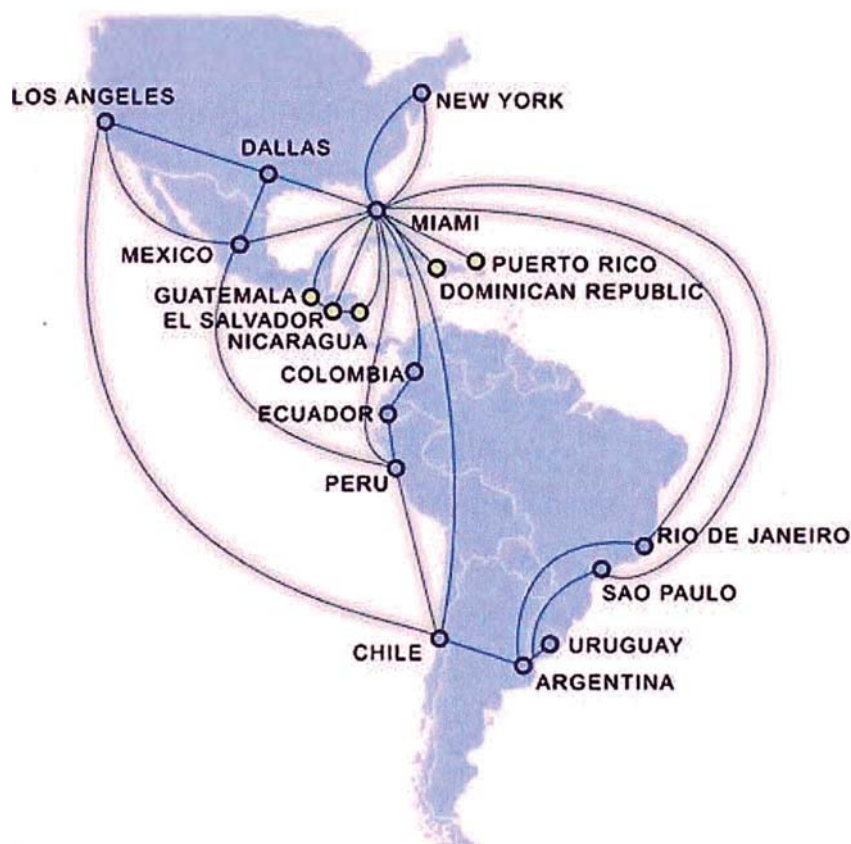 LOS ANGELES
NEW YORK
DALLAS
MIAMI
MEXICO
PUERTO RICO
DOMINICAN REPUBLIC
GUATEMALA
EL SALVADOR
NICARAGUA
COLOMBIA
ECUADOR
PERU
RIO DE JANEIRO
SAO PAULO
CHILE
URUGUAY
ARGENTINA